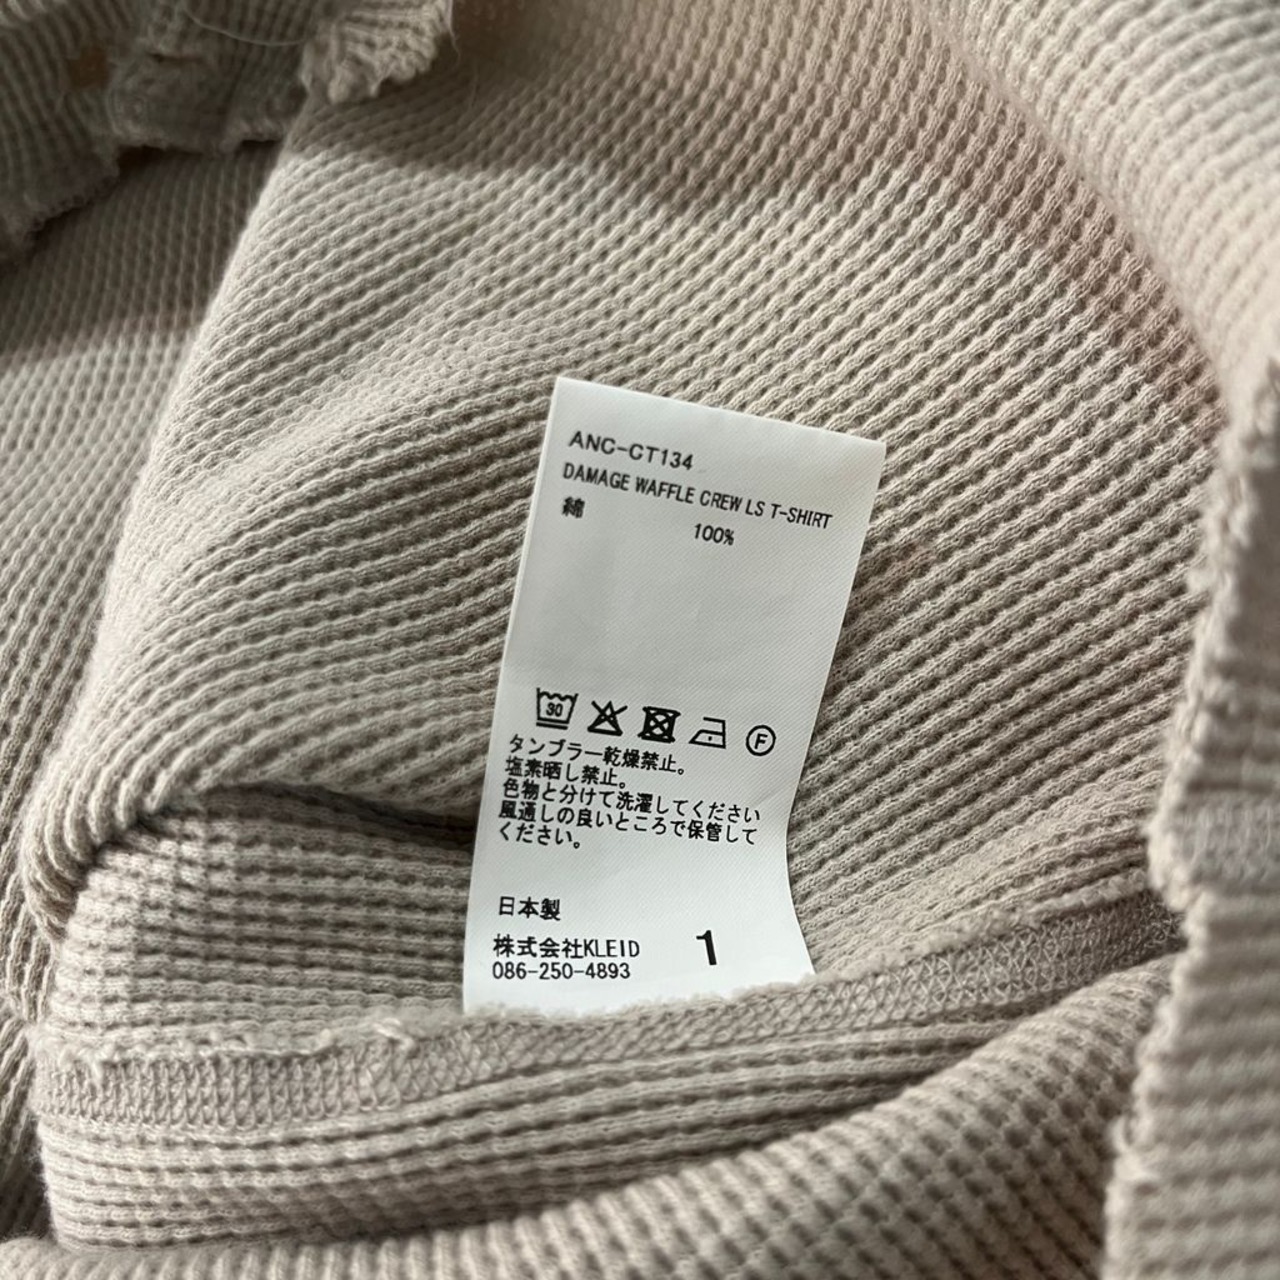 ANC-CT134
DAMAGE WAFFLE CREW LS T-SHIRT
綿 100%
30
F
タンブラー乾燥禁止。
塩素晒し禁止。
色物と分けて洗濯してください
風通しの良いところで保管して
ください。
日本製
株式会社KLEID 1
086-250-4893